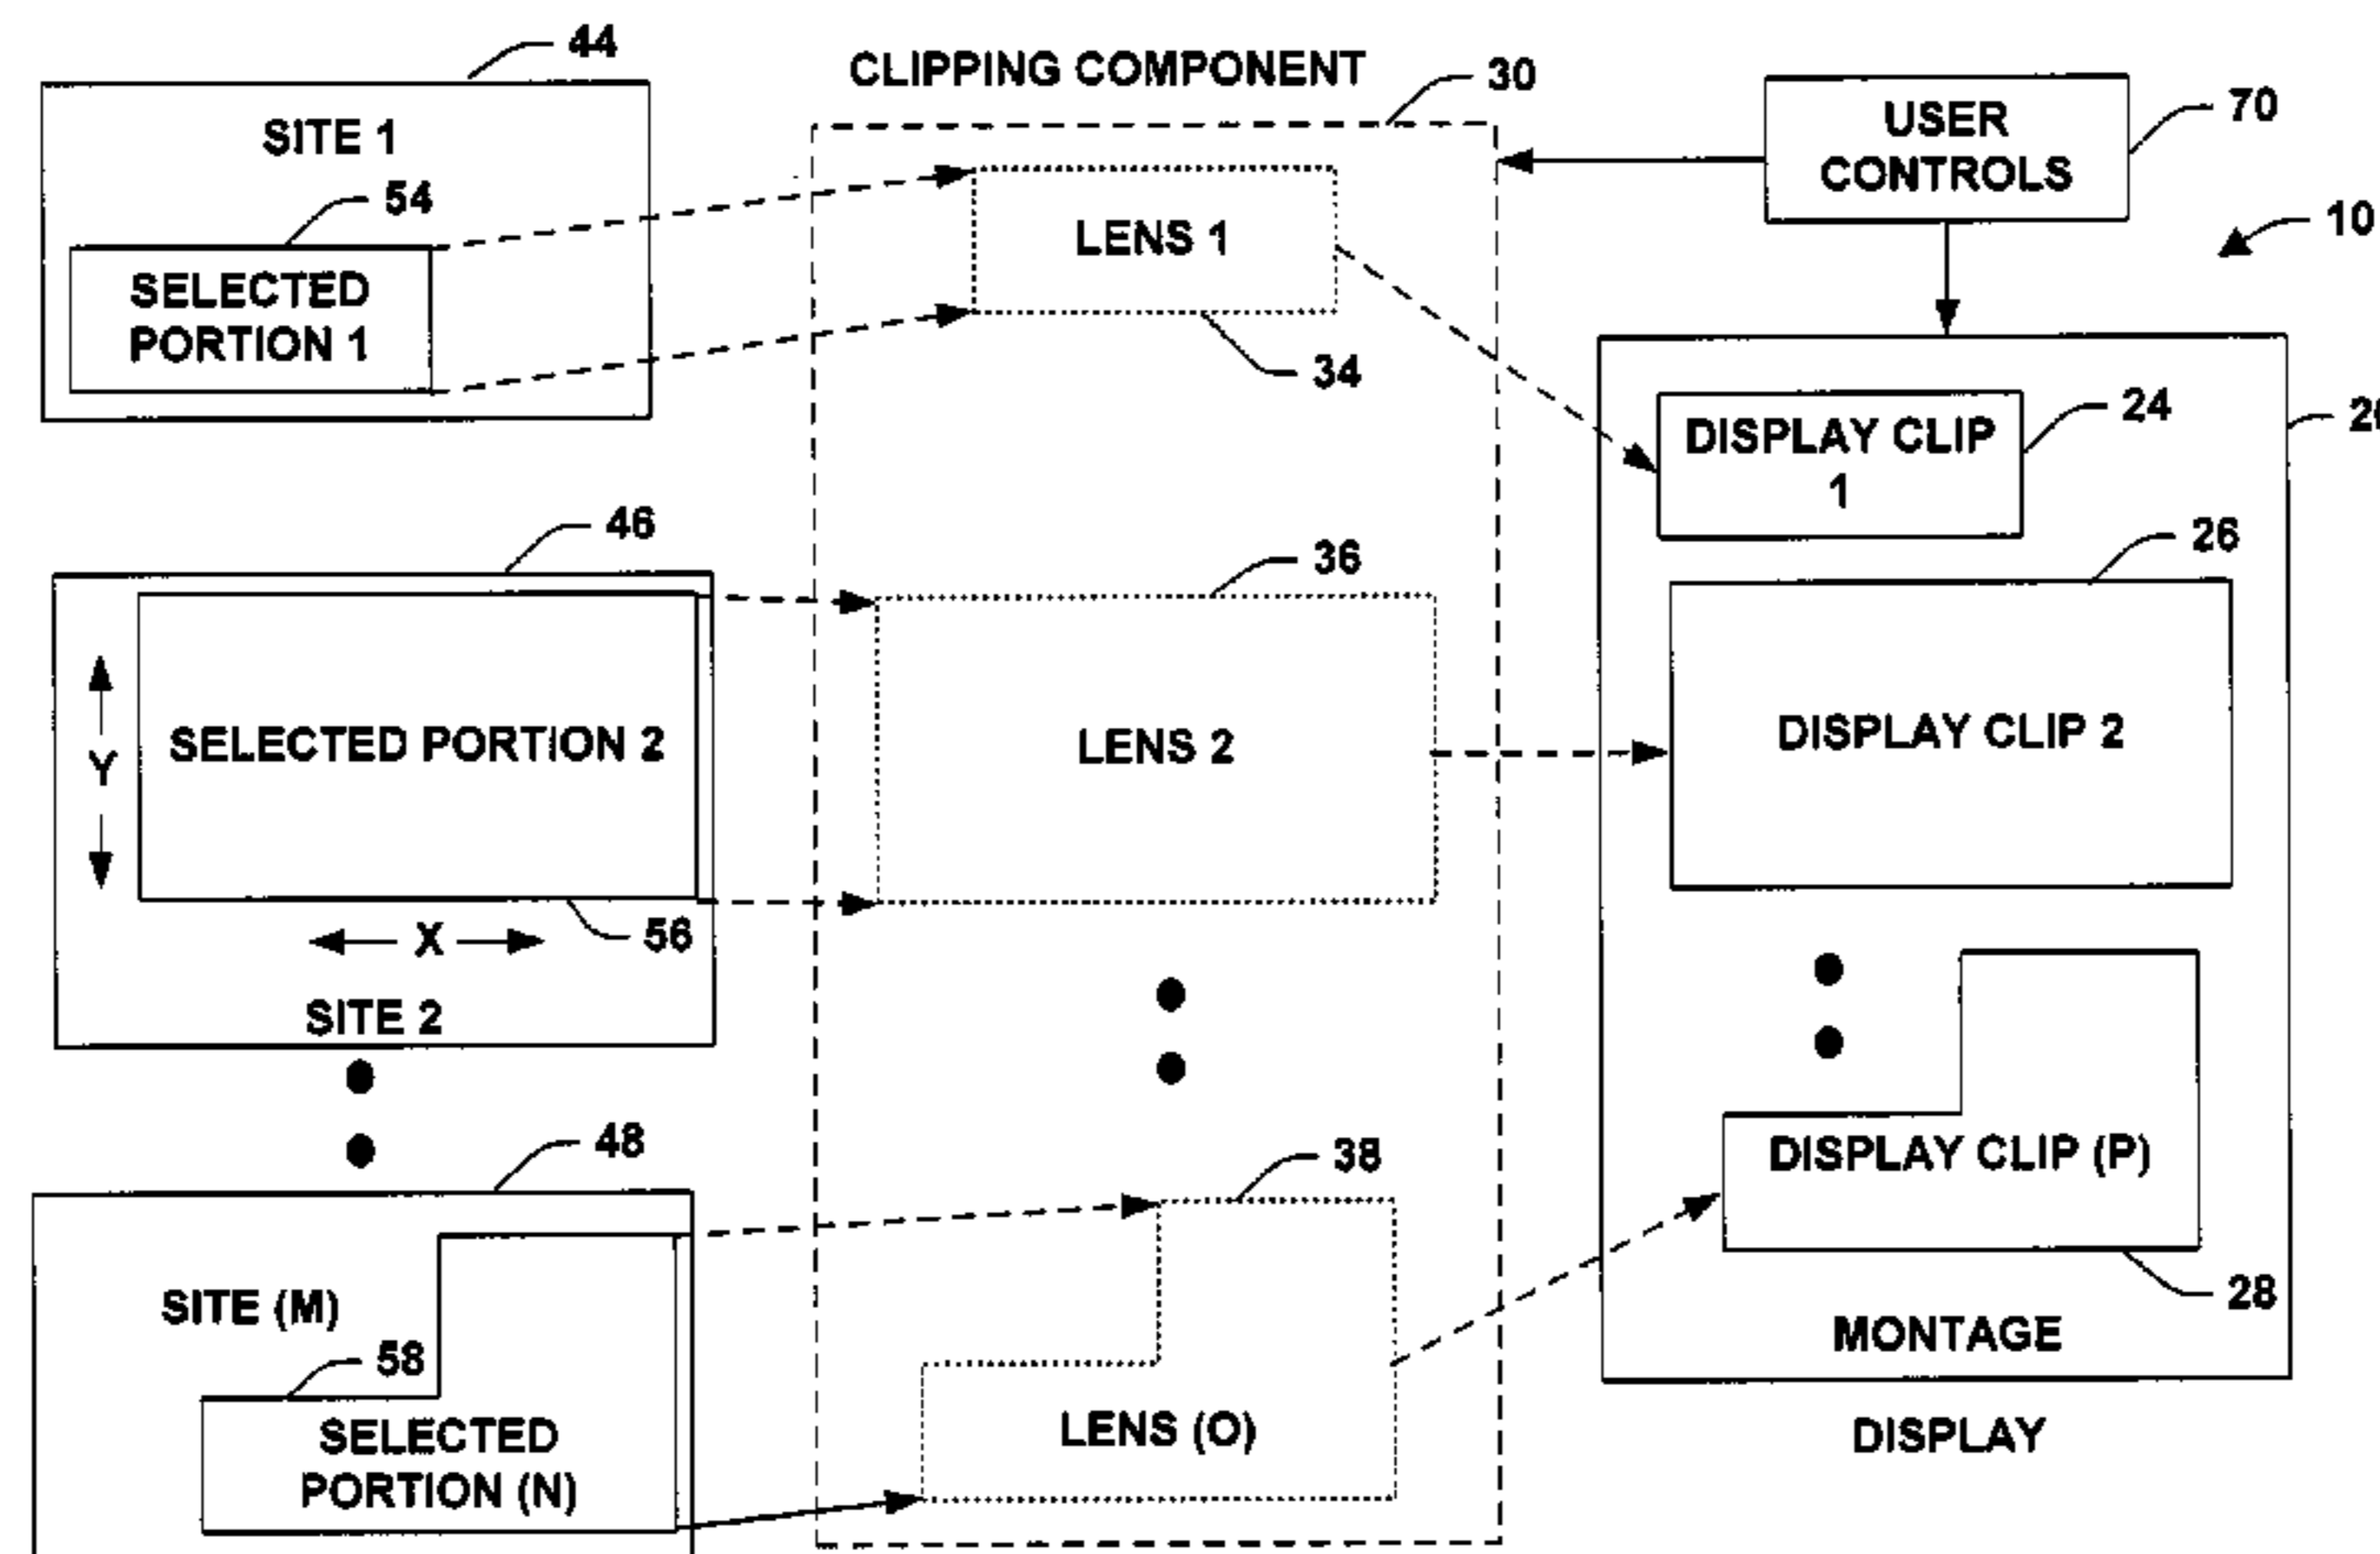 44
SITE 1
54
SELECTED
PORTION 1
CLIPPING COMPONENT
30
LENS 1
34
USER
CONTROLS
70
10
DISPLAY CLIP
1
24
46
SELECTED PORTION 2
Y
X
56
SITE 2
36
LENS 2
26
DISPLAY CLIP 2
48
SITE (M)
58
SELECTED
PORTION (N)
38
LENS (O)
DISPLAY CLIP (P)
28
MONTAGE
DISPLAY